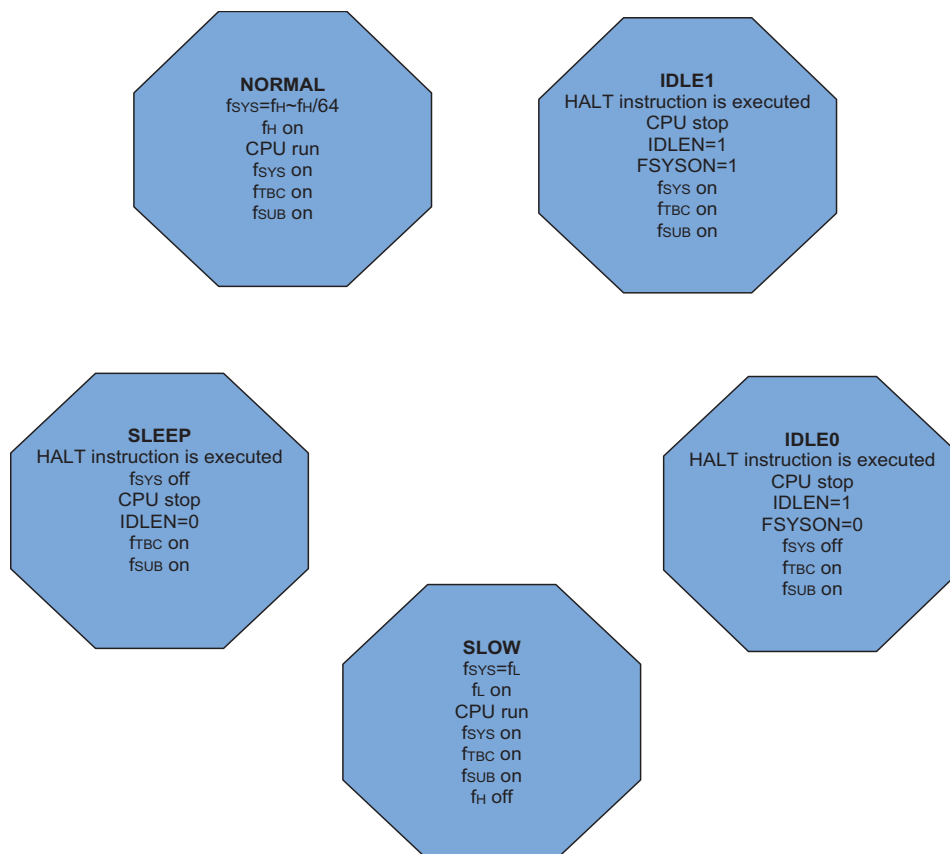 NORMAL
fSYS=fH~fH/64
fH on
CPU run
fSYS on
fTBC on
fSUB on
IDLE1
HALT instruction is executed
CPU stop
IDLEN=1
FSYSON=1
fSYS on
fTBC on
fSUB on
SLEEP
HALT instruction is executed
fSYS off
CPU stop
IDLEN=0
fTBC on
fSUB on
IDLE0
HALT instruction is executed
CPU stop
IDLEN=1
FSYSON=0
fSYS off
fTBC on
fSUB on
SLOW
fSYS=fL
fL on
CPU run
fSYS on
fTBC on
fSUB on
fH off